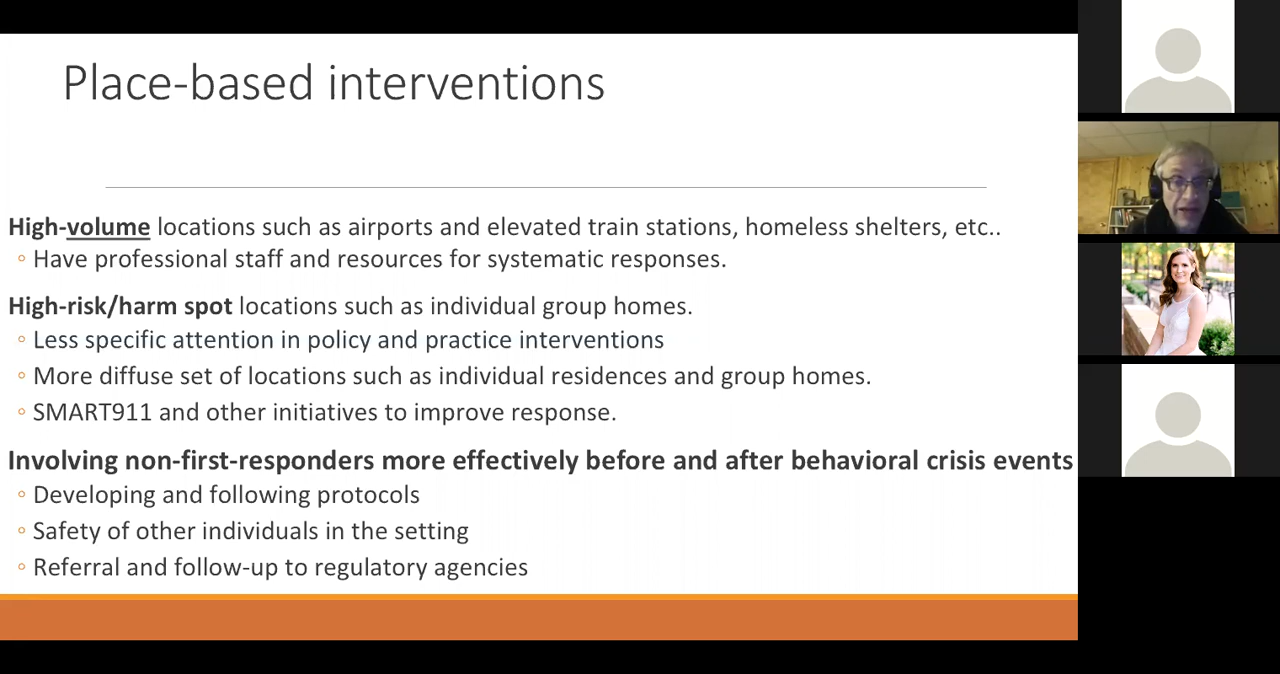 Place-based interventions
High-volume locations such as airports and elevated train stations, homeless shelters, etc..
◦ Have professional staff and resources for systematic responses.
High-risk/harm spot locations such as individual group homes.
◦ Less specific attention in policy and practice interventions
◦ More diffuse set of locations such as individual residences and group homes.
◦ SMART911 and other initiatives to improve response.
Involving non-first-responders more effectively before and after behavioral crisis events
◦ Developing and following protocols
◦ Safety of other individuals in the setting
◦ Referral and follow-up to regulatory agencies